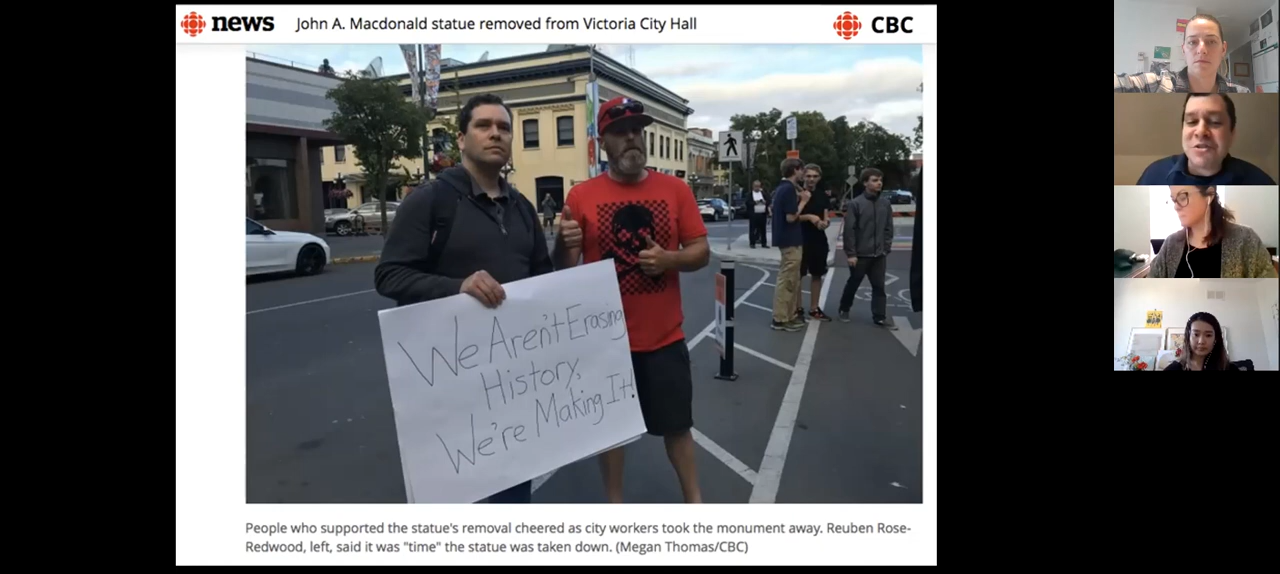 news
John A. Macdonald statue removed from Victoria City Hall
CBC
We Aren't Erasing
History,
We're Making It!
People who supported the statue's removal cheered as city workers took the monument away. Reuben Rose-
Redwood, left, said it was "time" the statue was taken down. (Megan Thomas/CBC)